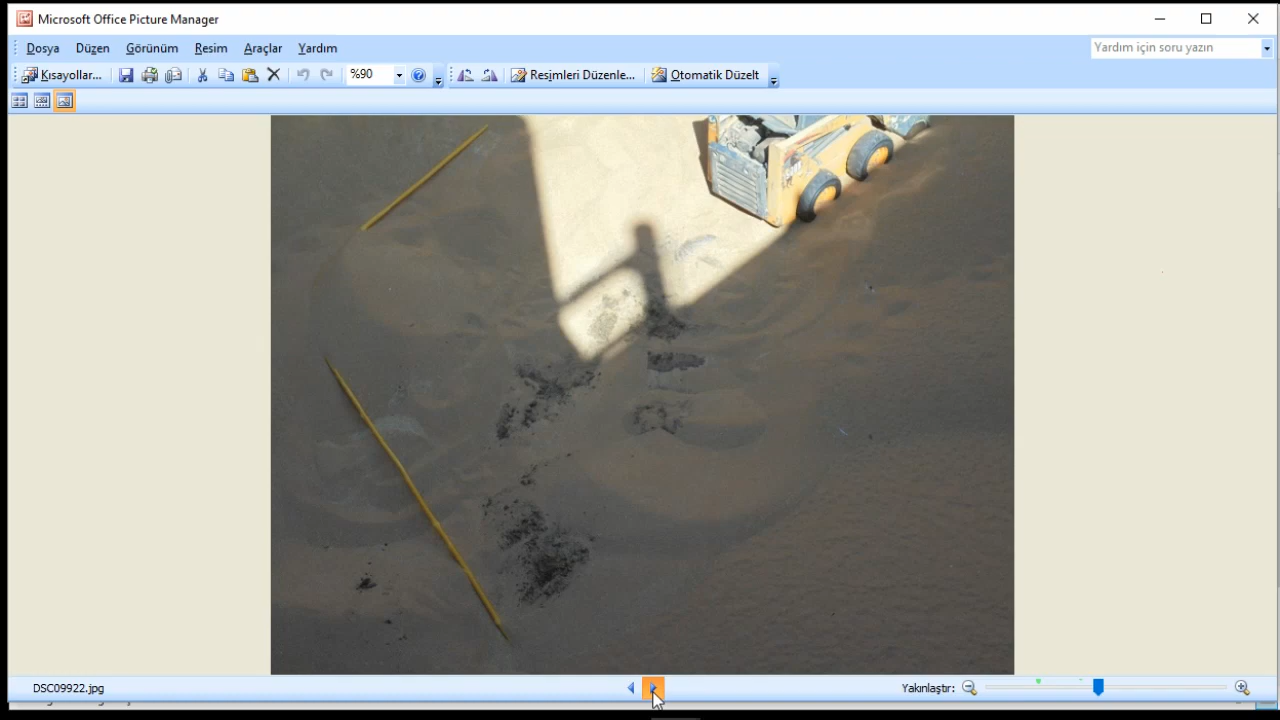 Microsoft Office Picture Manager
Dosya Düzen Görünüm Resim Araçlar Yardım
Yardım için soru yazın
Kısayollar... %90 Resimleri Düzenle... Otomatik Düzelt
DSC09922.jpg
Yakınlaştır: